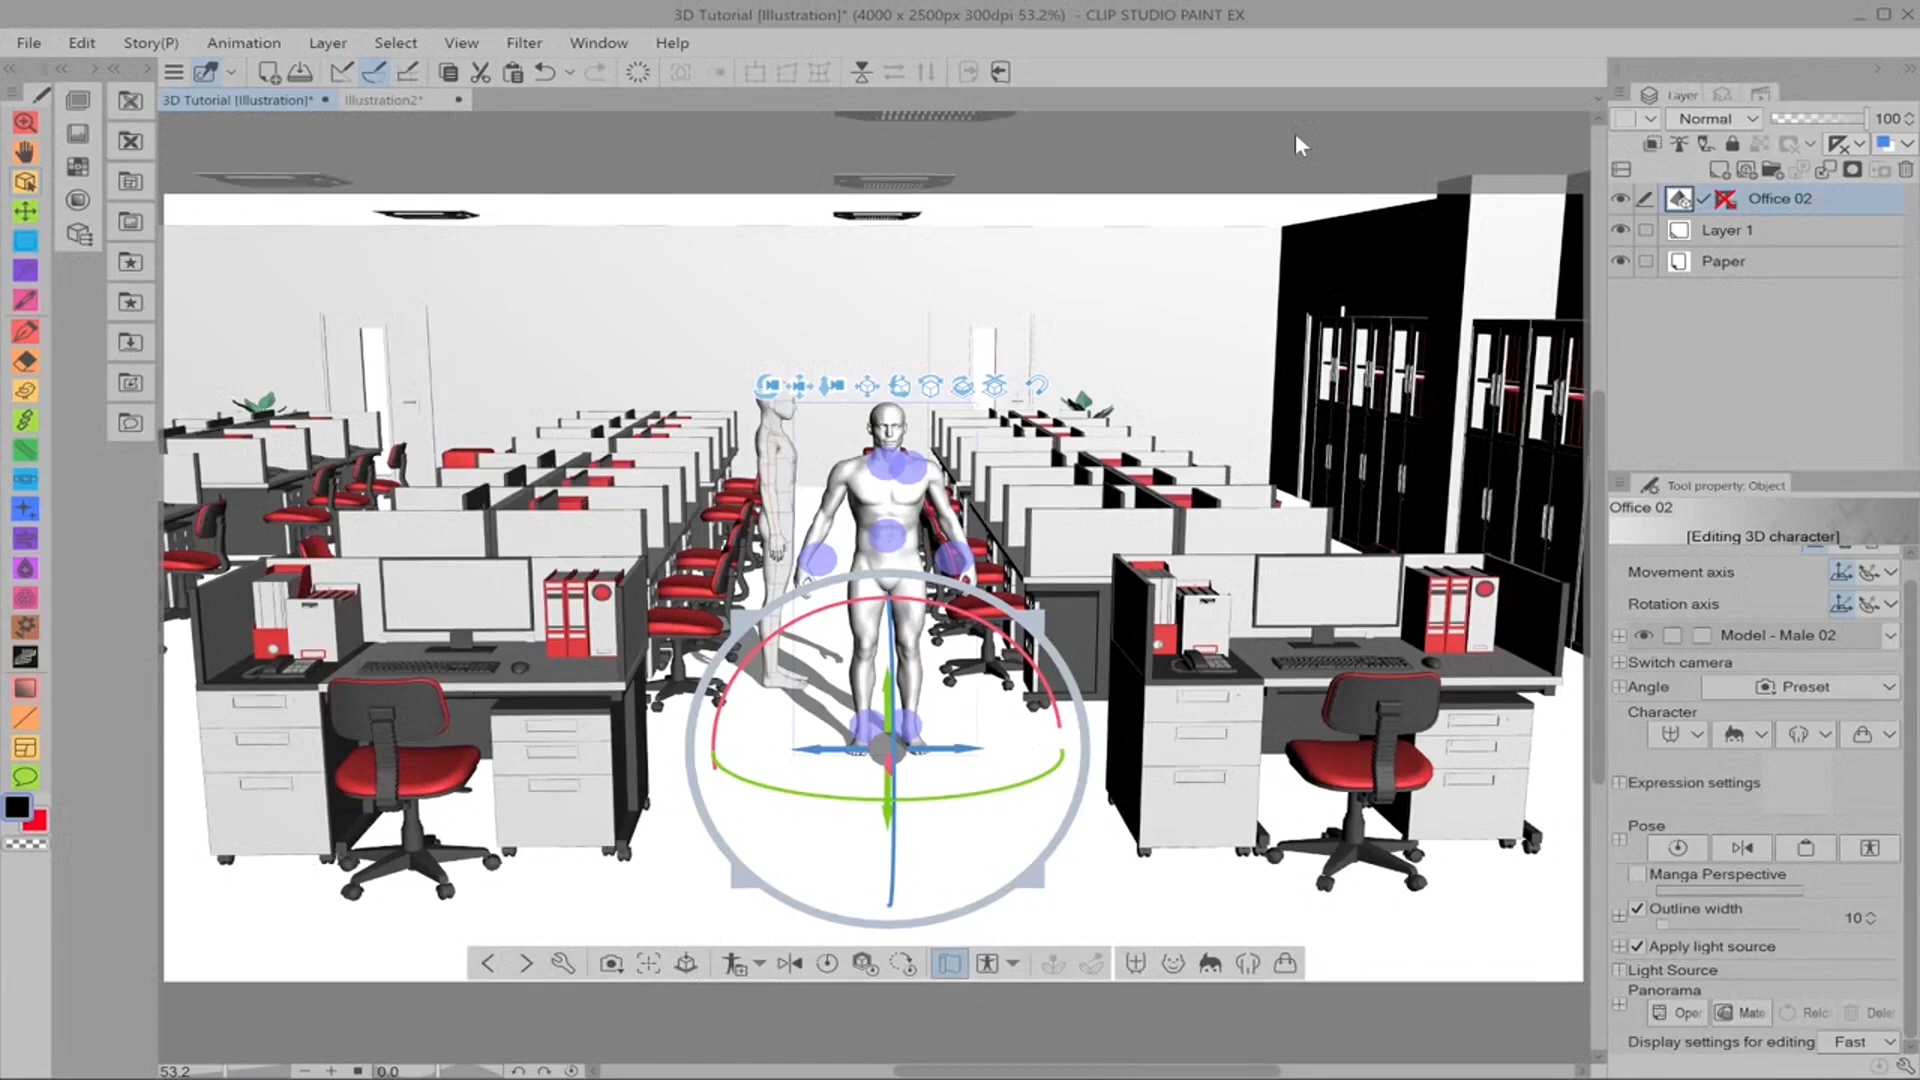 3D Tutorial [Illustration]* (4000 x 2500px 300dpi 53.2%) - CLIP STUDIO PAINT EX
File Edit Story(P) Animation Layer Select View Filter Window Help
3D Tutorial [Illustration]* Illustration2*
Layer
Normal 100
Office 02
Layer 1
Paper
Tool property: Object
Office 02
[Editing 3D character]
Movement axis
Rotation axis
Model - Male 02
Switch camera
Angle Preset
Character
Expression settings
Pose
Manga Perspective
Outline width 10
Apply light source
Light Source
Panorama
Oper Mate Relc Dele
Display settings for editing Fast
53.2 0.0